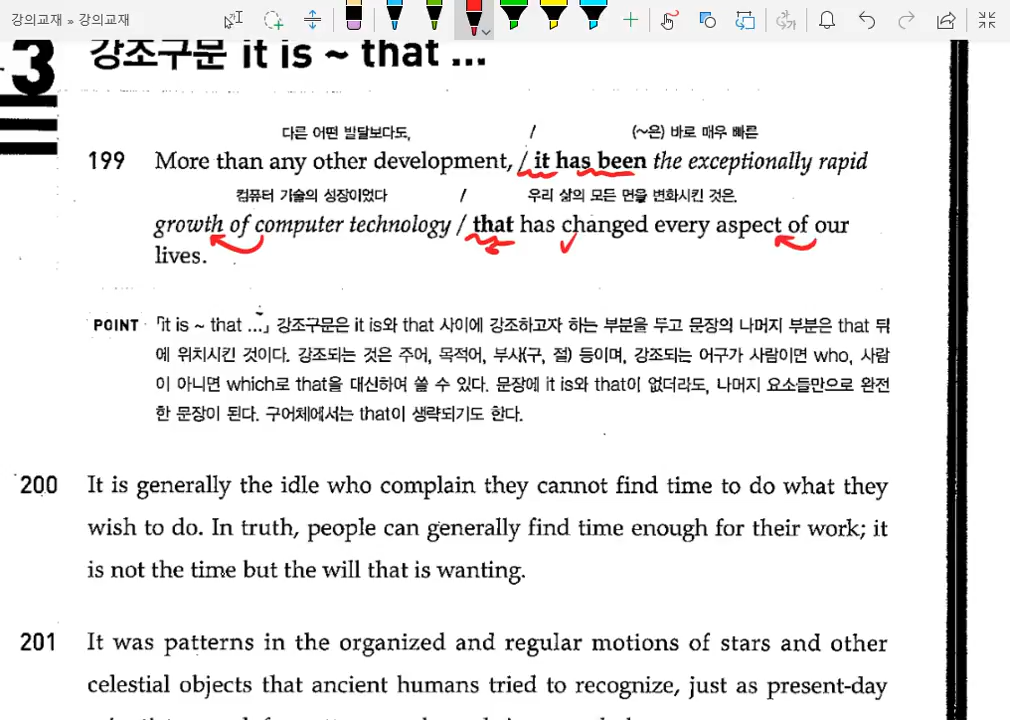 강의교재 » 강의교재
3 강조구문 it is ~ that ...
다른 어떤 발달보다도, / (~은) 바로 매우 빠른
199 More than any other development, / it has been the exceptionally rapid
컴퓨터 기술의 성장이었다 / 우리 삶의 모든 면을 변화시킨 것은.
growth of computer technology / that has changed every aspect of our
lives.
POINT 「it is ~ that ...」 강조구문은 it is와 that 사이에 강조하고자 하는 부분을 두고 문장의 나머지 부분은 that 뒤
에 위치시킨 것이다. 강조되는 것은 주어, 목적어, 부사(구, 절) 등이며, 강조되는 어구가 사람이면 who, 사람
이 아니면 which로 that을 대신하여 쓸 수 있다. 문장에 it is와 that이 없더라도, 나머지 요소들만으로 완전
한 문장이 된다. 구어체에서는 that이 생략되기도 한다.
200 It is generally the idle who complain they cannot find time to do what they
wish to do. In truth, people can generally find time enough for their work; it
is not the time but the will that is wanting.
201 It was patterns in the organized and regular motions of stars and other
celestial objects that ancient humans tried to recognize, just as present-day